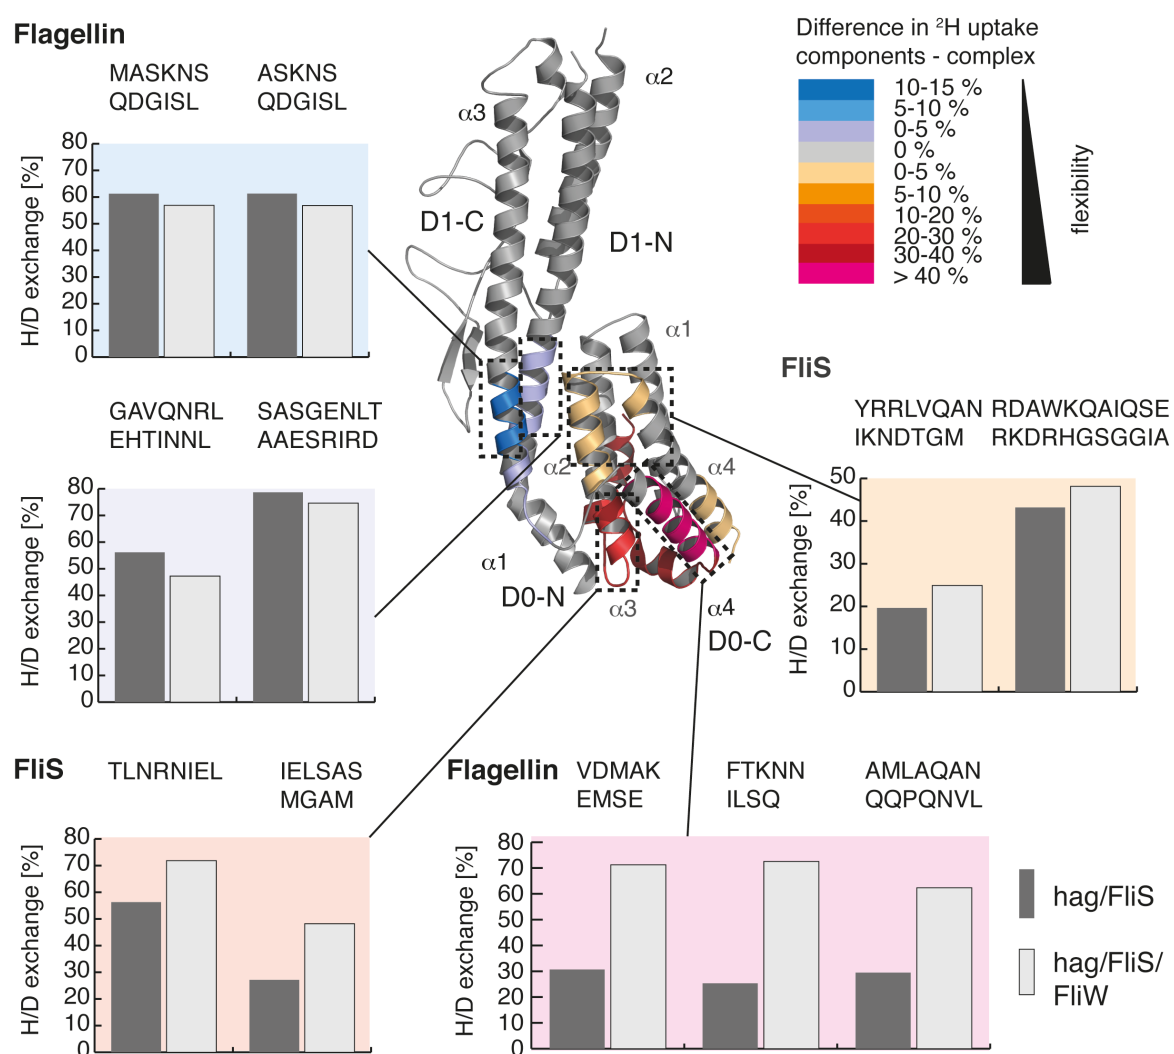 Flagellin
MASKNS
QDGISL
ASKNS
QDGISL
H/D exchange [%]
80
70
60
50
40
30
20
10
0
GAVQNRL
EHTINNL
SASGENLT
AAESRIRD
H/D exchange [%]
80
70
60
50
40
30
20
10
0
α3
α2
D1-C
D1-N
α1
α2
α4
α1
D0-N
α3
α4
D0-C
Difference in ²H uptake
components - complex
10-15 %
5-10 %
0-5 %
0 %
0-5 %
5-10 %
10-20 %
20-30 %
30-40 %
> 40 %
flexibility
FliS
YRRLVQAN
IKNDTGM
RDAWKQAIQSE
RKDRHGSGGIA
H/D exchange [%]
50
40
30
20
10
0
FliS
TLNRNIEL
IELSAS
MGAM
H/D exchange [%]
80
70
60
50
40
30
20
10
0
Flagellin
VDMAK
EMSE
FTKNN
ILSQ
AMLAQAN
QQPQNVL
H/D exchange [%]
80
70
60
50
40
30
20
10
0
hag/FliS
hag/FliS/
FliW